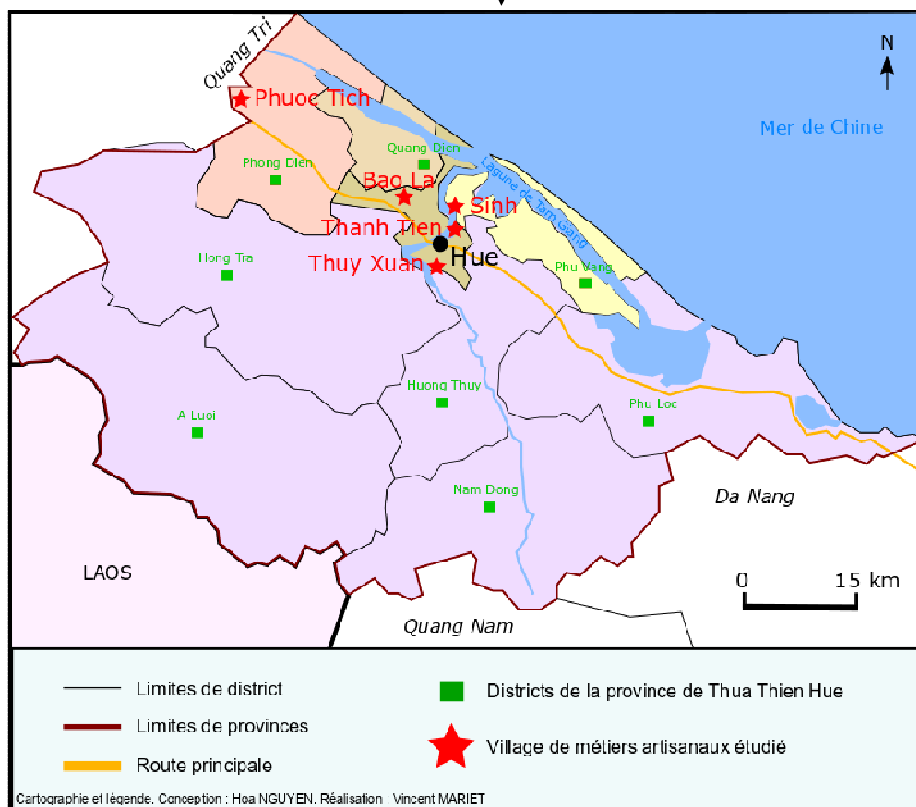 Quang Tri
N
Phuoc Tich
Mer de Chine
Quang Dien
Phong Dien
Bao La
Lagune de Tam Giang
Sinh
Thanh Tien
Hue
Thuy Xuan
Hong Tra
Phu Vang
Huong Thuy
Phu Loc
A Luoi
Nam Dong
Da Nang
LAOS
0 15 km
Quang Nam
Limites de district
Districts de la province de Thua Thien Hue
Limites de provinces
Village de métiers artisanaux étudié
Route principale
Cartographie et légende. Conception : Hoa NGUYEN. Réalisation : Vincent MARIET